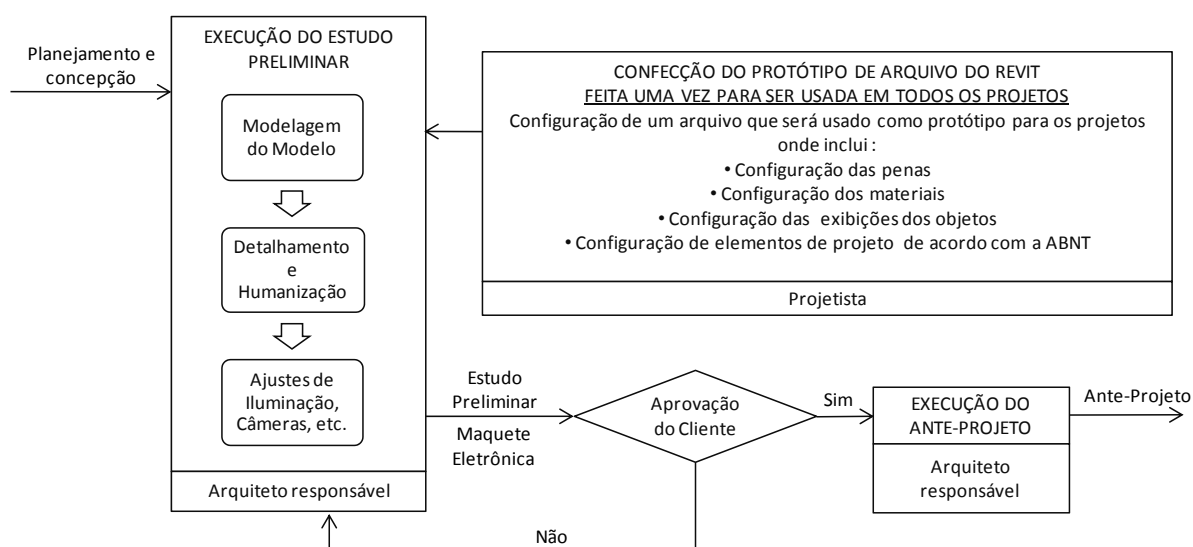 Planejamento e
concepção
EXECUÇÃO DO ESTUDO
PRELIMINAR
Modelagem
do Modelo
Detalhamento
e
Humanização
Ajustes de
Iluminação,
Câmeras, etc.
Arquiteto responsável
CONFECÇÃO DO PROTÓTIPO DE ARQUIVO DO REVIT
FEITA UMA VEZ PARA SER USADA EM TODOS OS PROJETOS
Configuração de um arquivo que será usado como protótipo para os projetos
onde inclui :
• Configuração das penas
• Configuração dos materiais
• Configuração das exibições dos objetos
• Configuração de elementos de projeto de acordo com a ABNT
Projetista
Estudo
Preliminar
Maquete
Eletrônica
Aprovação
do Cliente
Sim
EXECUÇÃO DO
ANTE-PROJETO
Arquiteto
responsável
Ante-Projeto
Não